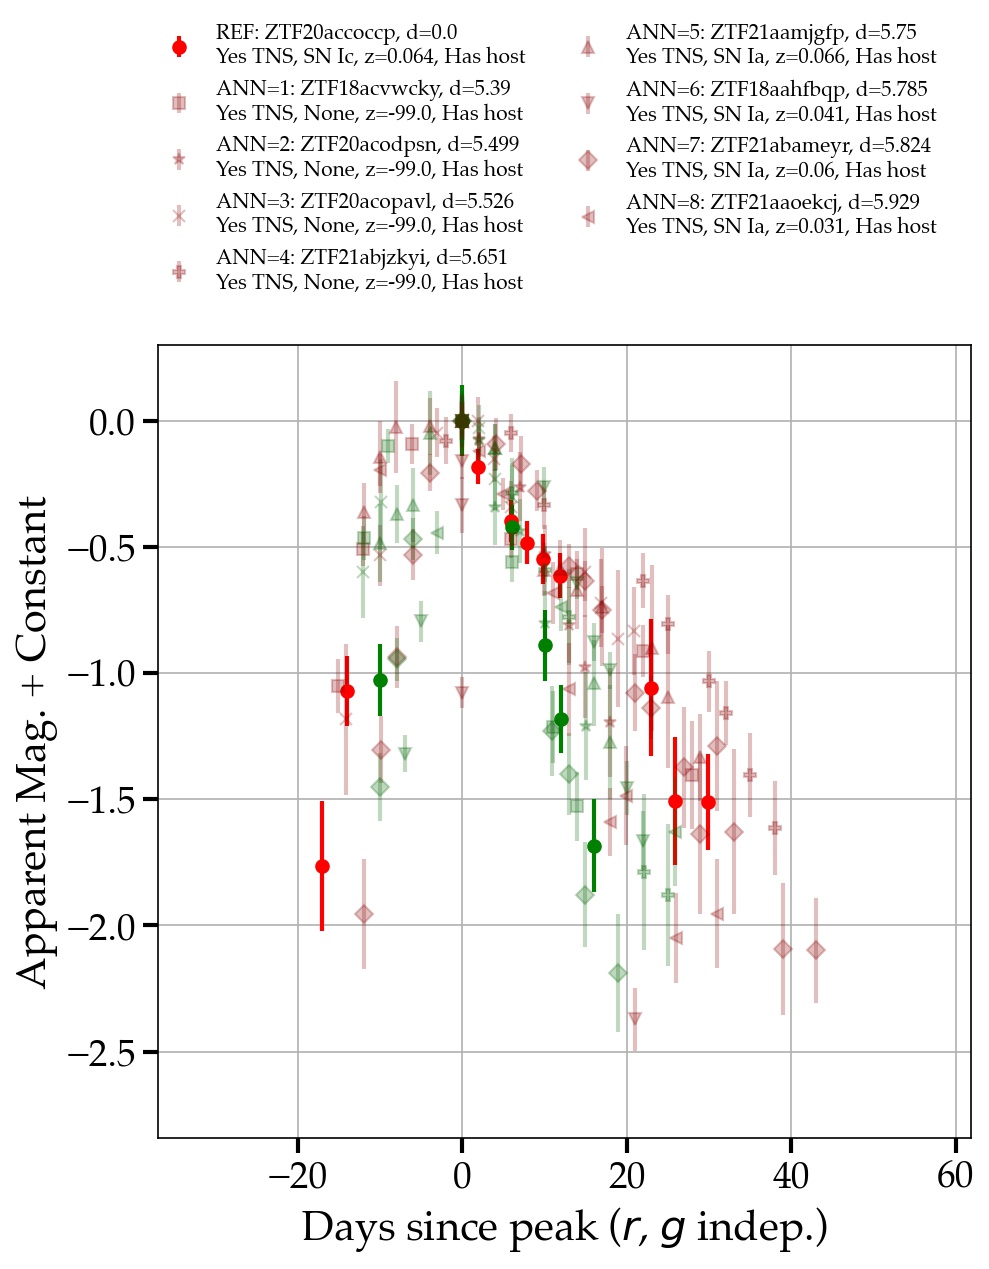 REF: ZTF20accoccp, d=0.0
Yes TNS, SN Ic, z=0.064, Has host
ANN=1: ZTF18acvwcky, d=5.39
Yes TNS, None, z=-99.0, Has host
ANN=2: ZTF20acodpsn, d=5.499
Yes TNS, None, z=-99.0, Has host
ANN=3: ZTF20acopavl, d=5.526
Yes TNS, None, z=-99.0, Has host
ANN=4: ZTF21abjzkyi, d=5.651
Yes TNS, None, z=-99.0, Has host
ANN=5: ZTF21aamjgfp, d=5.75
Yes TNS, SN Ia, z=0.066, Has host
ANN=6: ZTF18aahfbqp, d=5.785
Yes TNS, SN Ia, z=0.041, Has host
ANN=7: ZTF21abameyr, d=5.824
Yes TNS, SN Ia, z=0.06, Has host
ANN=8: ZTF21aaoekcj, d=5.929
Yes TNS, SN Ia, z=0.031, Has host
Apparent Mag. + Constant
0.0
−0.5
−1.0
−1.5
−2.0
−2.5
−20
0
20
40
60
Days since peak (r, g indep.)